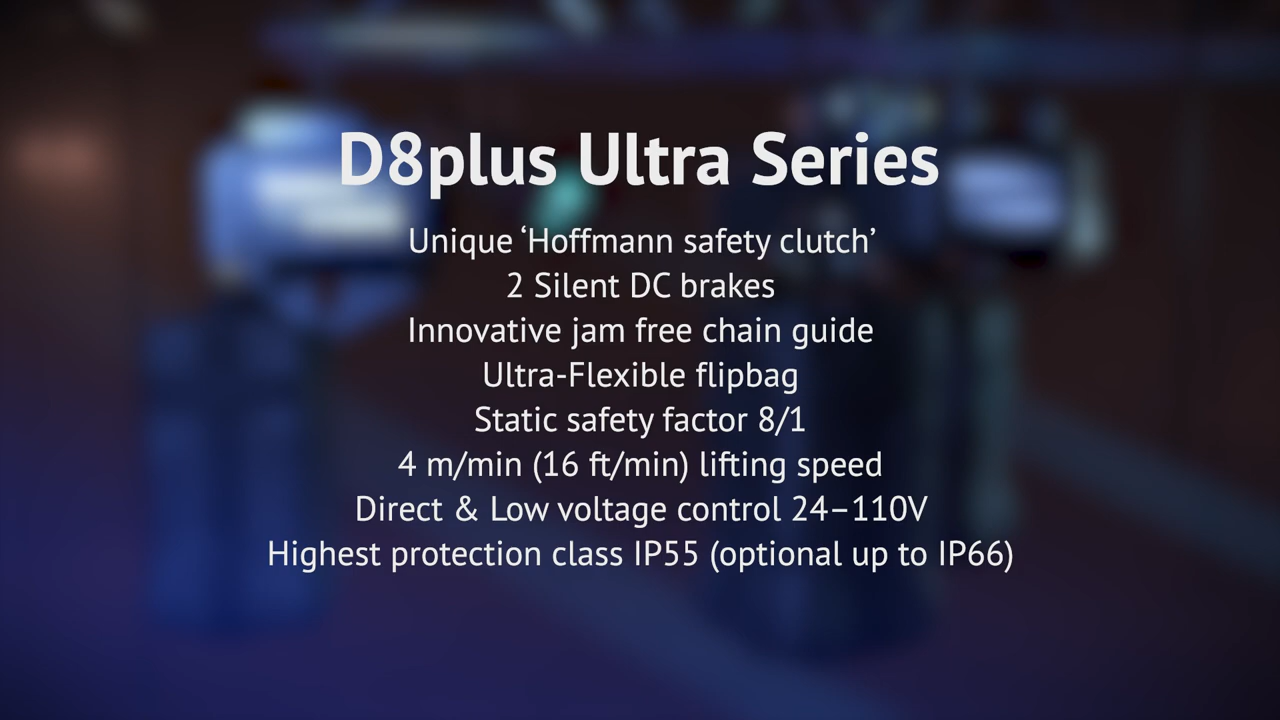 D8plus Ultra Series
Unique ‘Hoffmann safety clutch’
2 Silent DC brakes
Innovative jam free chain guide
Ultra-Flexible flipbag
Static safety factor 8/1
4 m/min (16 ft/min) lifting speed
Direct & Low voltage control 24–110V
Highest protection class IP55 (optional up to IP66)